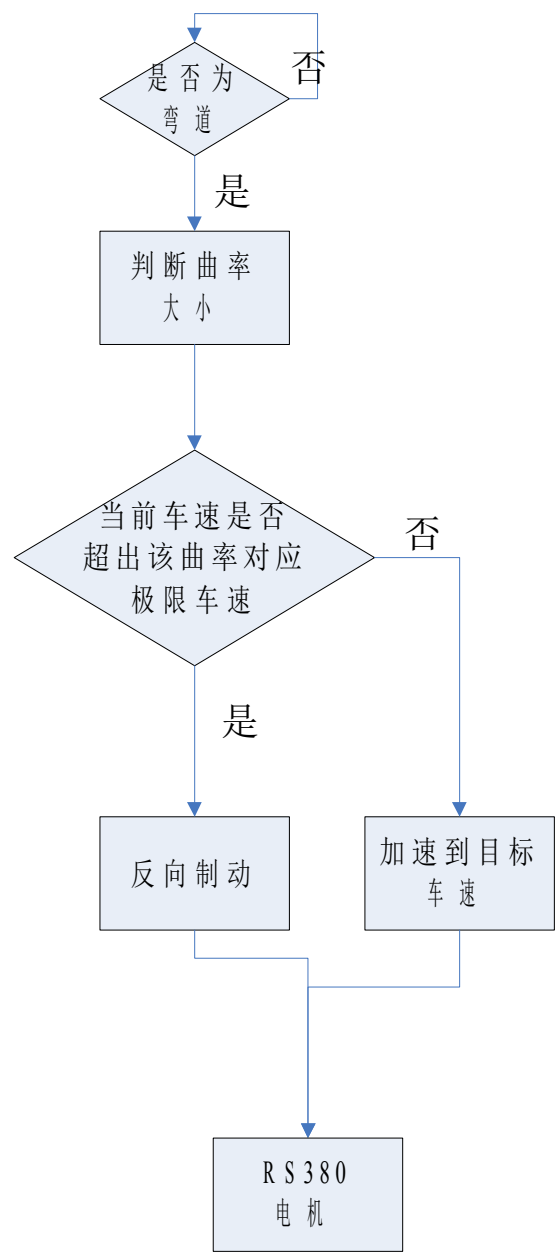 是否为
弯道
否
是
判断曲率
大小
当前车速是否
超出该曲率对应
极限车速
否
是
反向制动
加速到目标
车速
RS380
电机